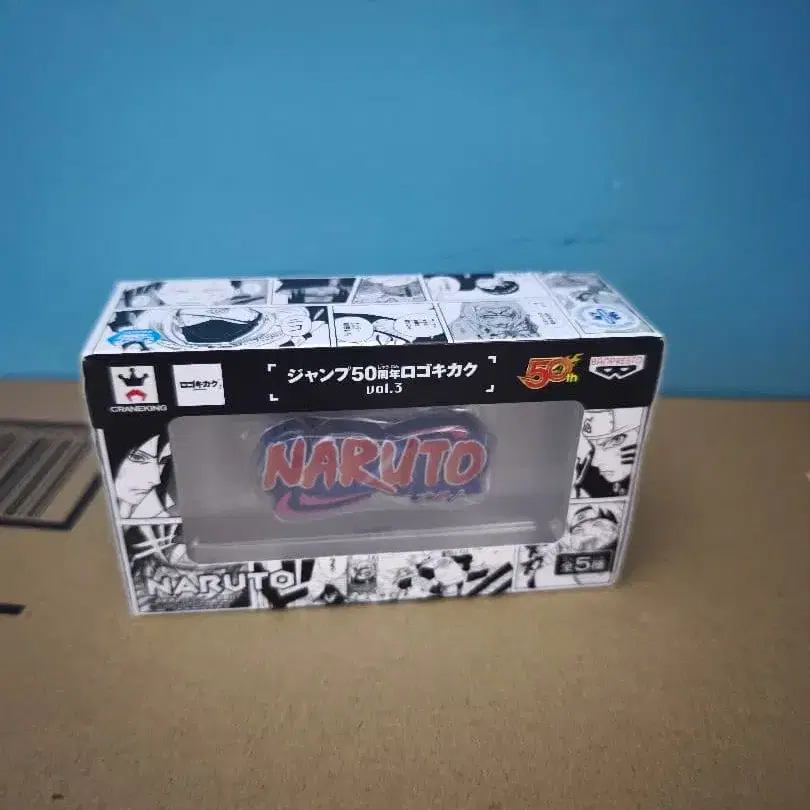 CRANEKING
ロゴキカク
「ジャンプ50周年ロゴキカク
vol.3」
50th
BANPRESTO
NARUTO
NARUTO
全5種